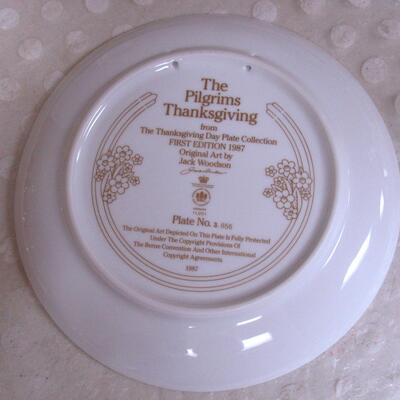 The
Pilgrims
Thanksgiving
from
The Thanksgiving Day Plate Collection
FIRST EDITION 1987
Original Art by
Jack Woodson
Plate No. 856
The Original Art Depicted On This Plate Is Fully Protected
Under The Copyright Provisions Of
The Berne Convention And Other International
Copyright Agreements
1987